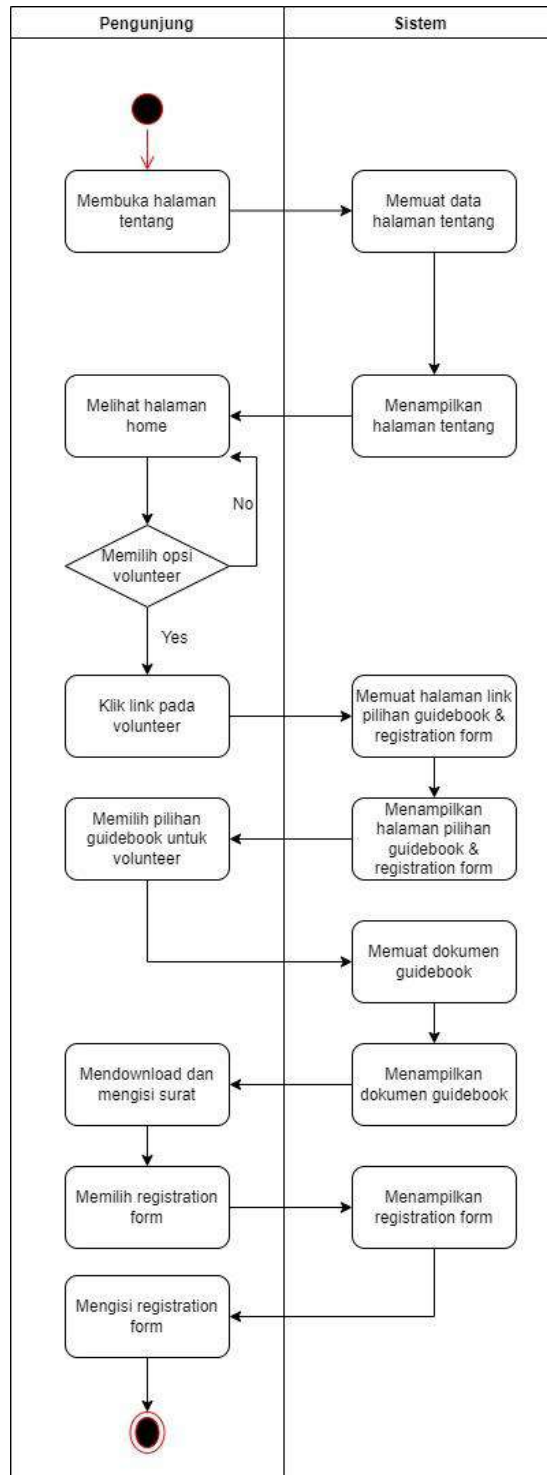 Pengunjung
Sistem
Membuka halaman
tentang
Memuat data
halaman tentang
Melihat halaman
home
Menampilkan
halaman tentang
No
Memilih opsi
volunteer
Yes
Klik link pada
volunteer
Memuat halaman link
pilihan guidebook &
registration form
Memilih pilihan
guidebook untuk
volunteer
Menampilkan
halaman pilihan
guidebook &
registration form
Memuat dokumen
guidebook
Mendownload dan
mengisi surat
Menampilkan
dokumen guidebook
Memilih registration
form
Menampilkan
registration form
Mengisi registration
form